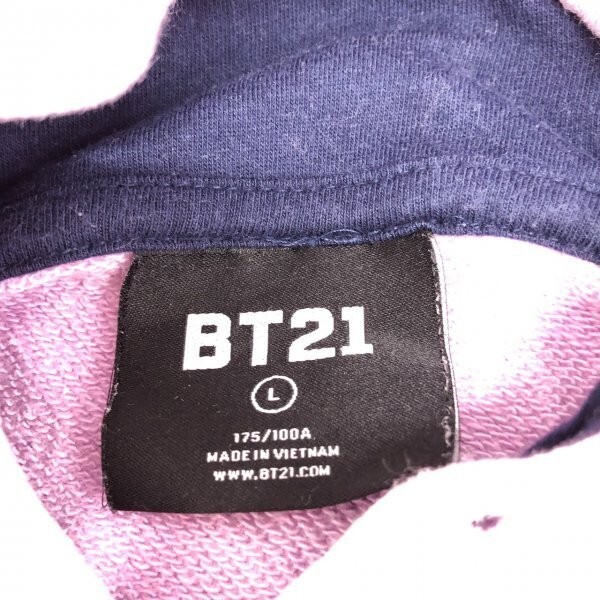 BT21
L
175/100A
MADE IN VIETNAM
WWW.BT21.COM